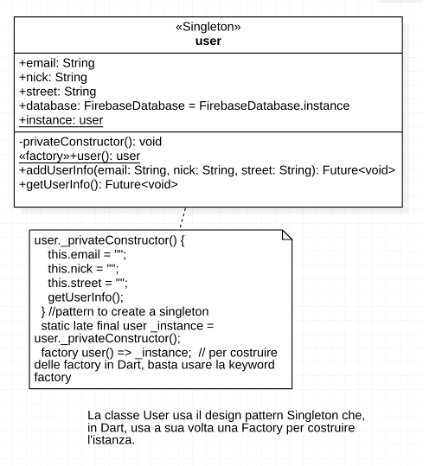 «Singleton»
user
+email: String
+nick: String
+street: String
+database: FirebaseDatabase = FirebaseDatabase.instance
+instance: user
-privateConstructor(): void
«factory»+user(): user
+addUserInfo(email: String, nick: String, street: String): Future<void>
+getUserInfo(): Future<void>
user._privateConstructor() {
this.email = "";
this.nick = "";
this.street = "";
getUserInfo();
} //pattern to create a singleton
static late final user _instance =
user._privateConstructor();
factory user() => _instance;  // per costruire
delle factory in Dart, basta usare la keyword
factory
La classe User usa il design pattern Singleton che,
in Dart, usa a sua volta una Factory per costruire
l'istanza.